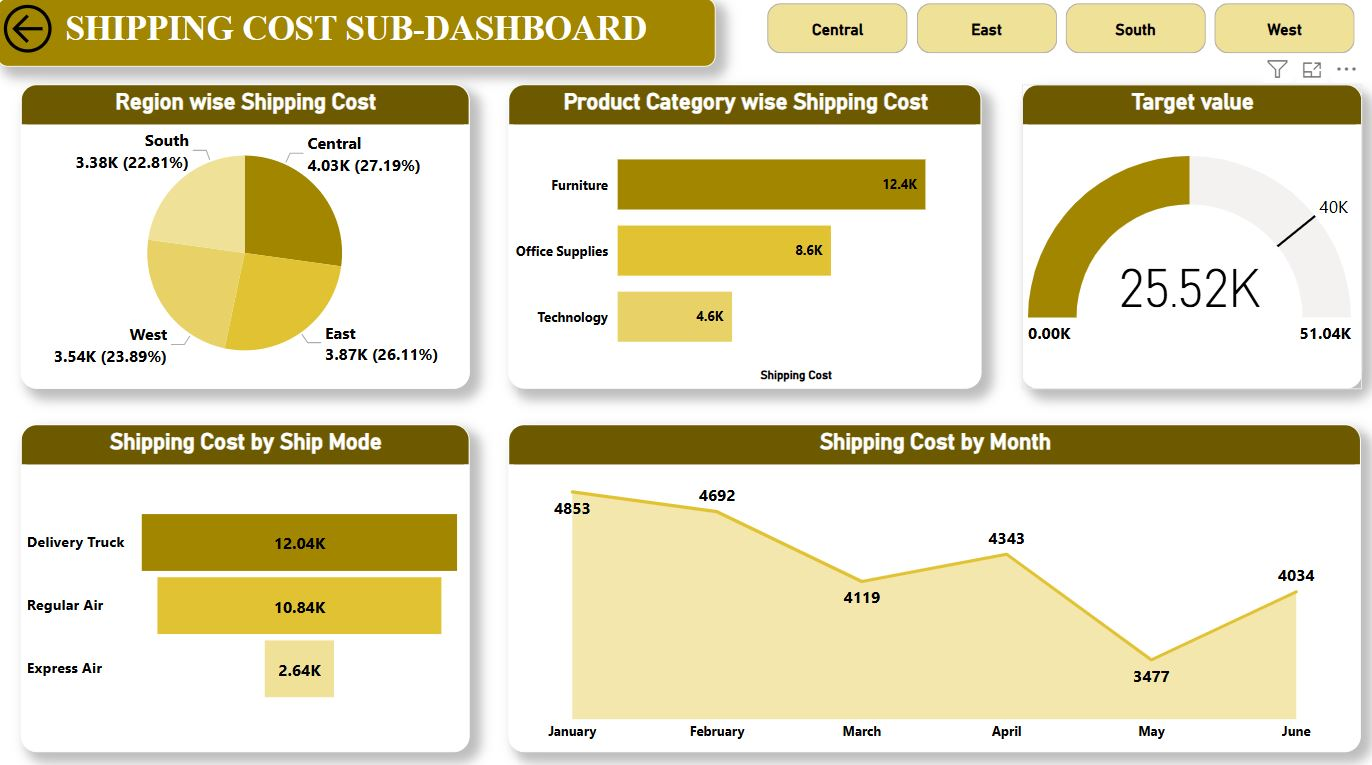 SHIPPING COST SUB-DASHBOARD
Central
East
South
West
Region wise Shipping Cost
South
3.38K (22.81%)
Central
4.03K (27.19%)
West
3.54K (23.89%)
East
3.87K (26.11%)
Product Category wise Shipping Cost
Furniture
12.4K
Office Supplies
8.6K
Technology
4.6K
Shipping Cost
Target value
40K
25.52K
0.00K
51.04K
Shipping Cost by Ship Mode
Delivery Truck
12.04K
Regular Air
10.84K
Express Air
2.64K
Shipping Cost by Month
4853
4692
4119
4343
3477
4034
January
February
March
April
May
June